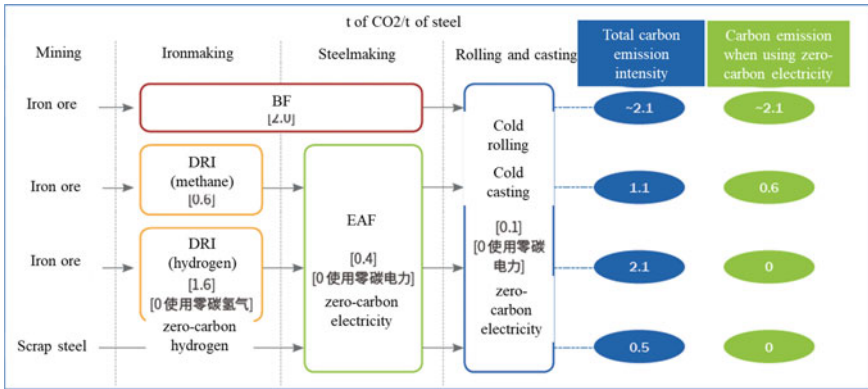 t of CO2/t of steel
Mining
Ironmaking
Steelmaking
Rolling and casting
Total carbon
emission
intensity
Carbon emission
when using zero-
carbon electricity
Iron ore
BF
[2.0]
~2.1
~2.1
Cold
rolling
Iron ore
DRI
(methane)
[0.6]
Cold
casting
1.1
0.6
Iron ore
DRI
(hydrogen)
[1.6]
[0使用零碳氢气]
zero-carbon
hydrogen
EAF
[0.4]
[0使用零碳电力]
zero-carbon
electricity
[0.1]
[0使用零碳
电力]
zero-
carbon
electricity
2.1
0
Scrap steel
0.5
0